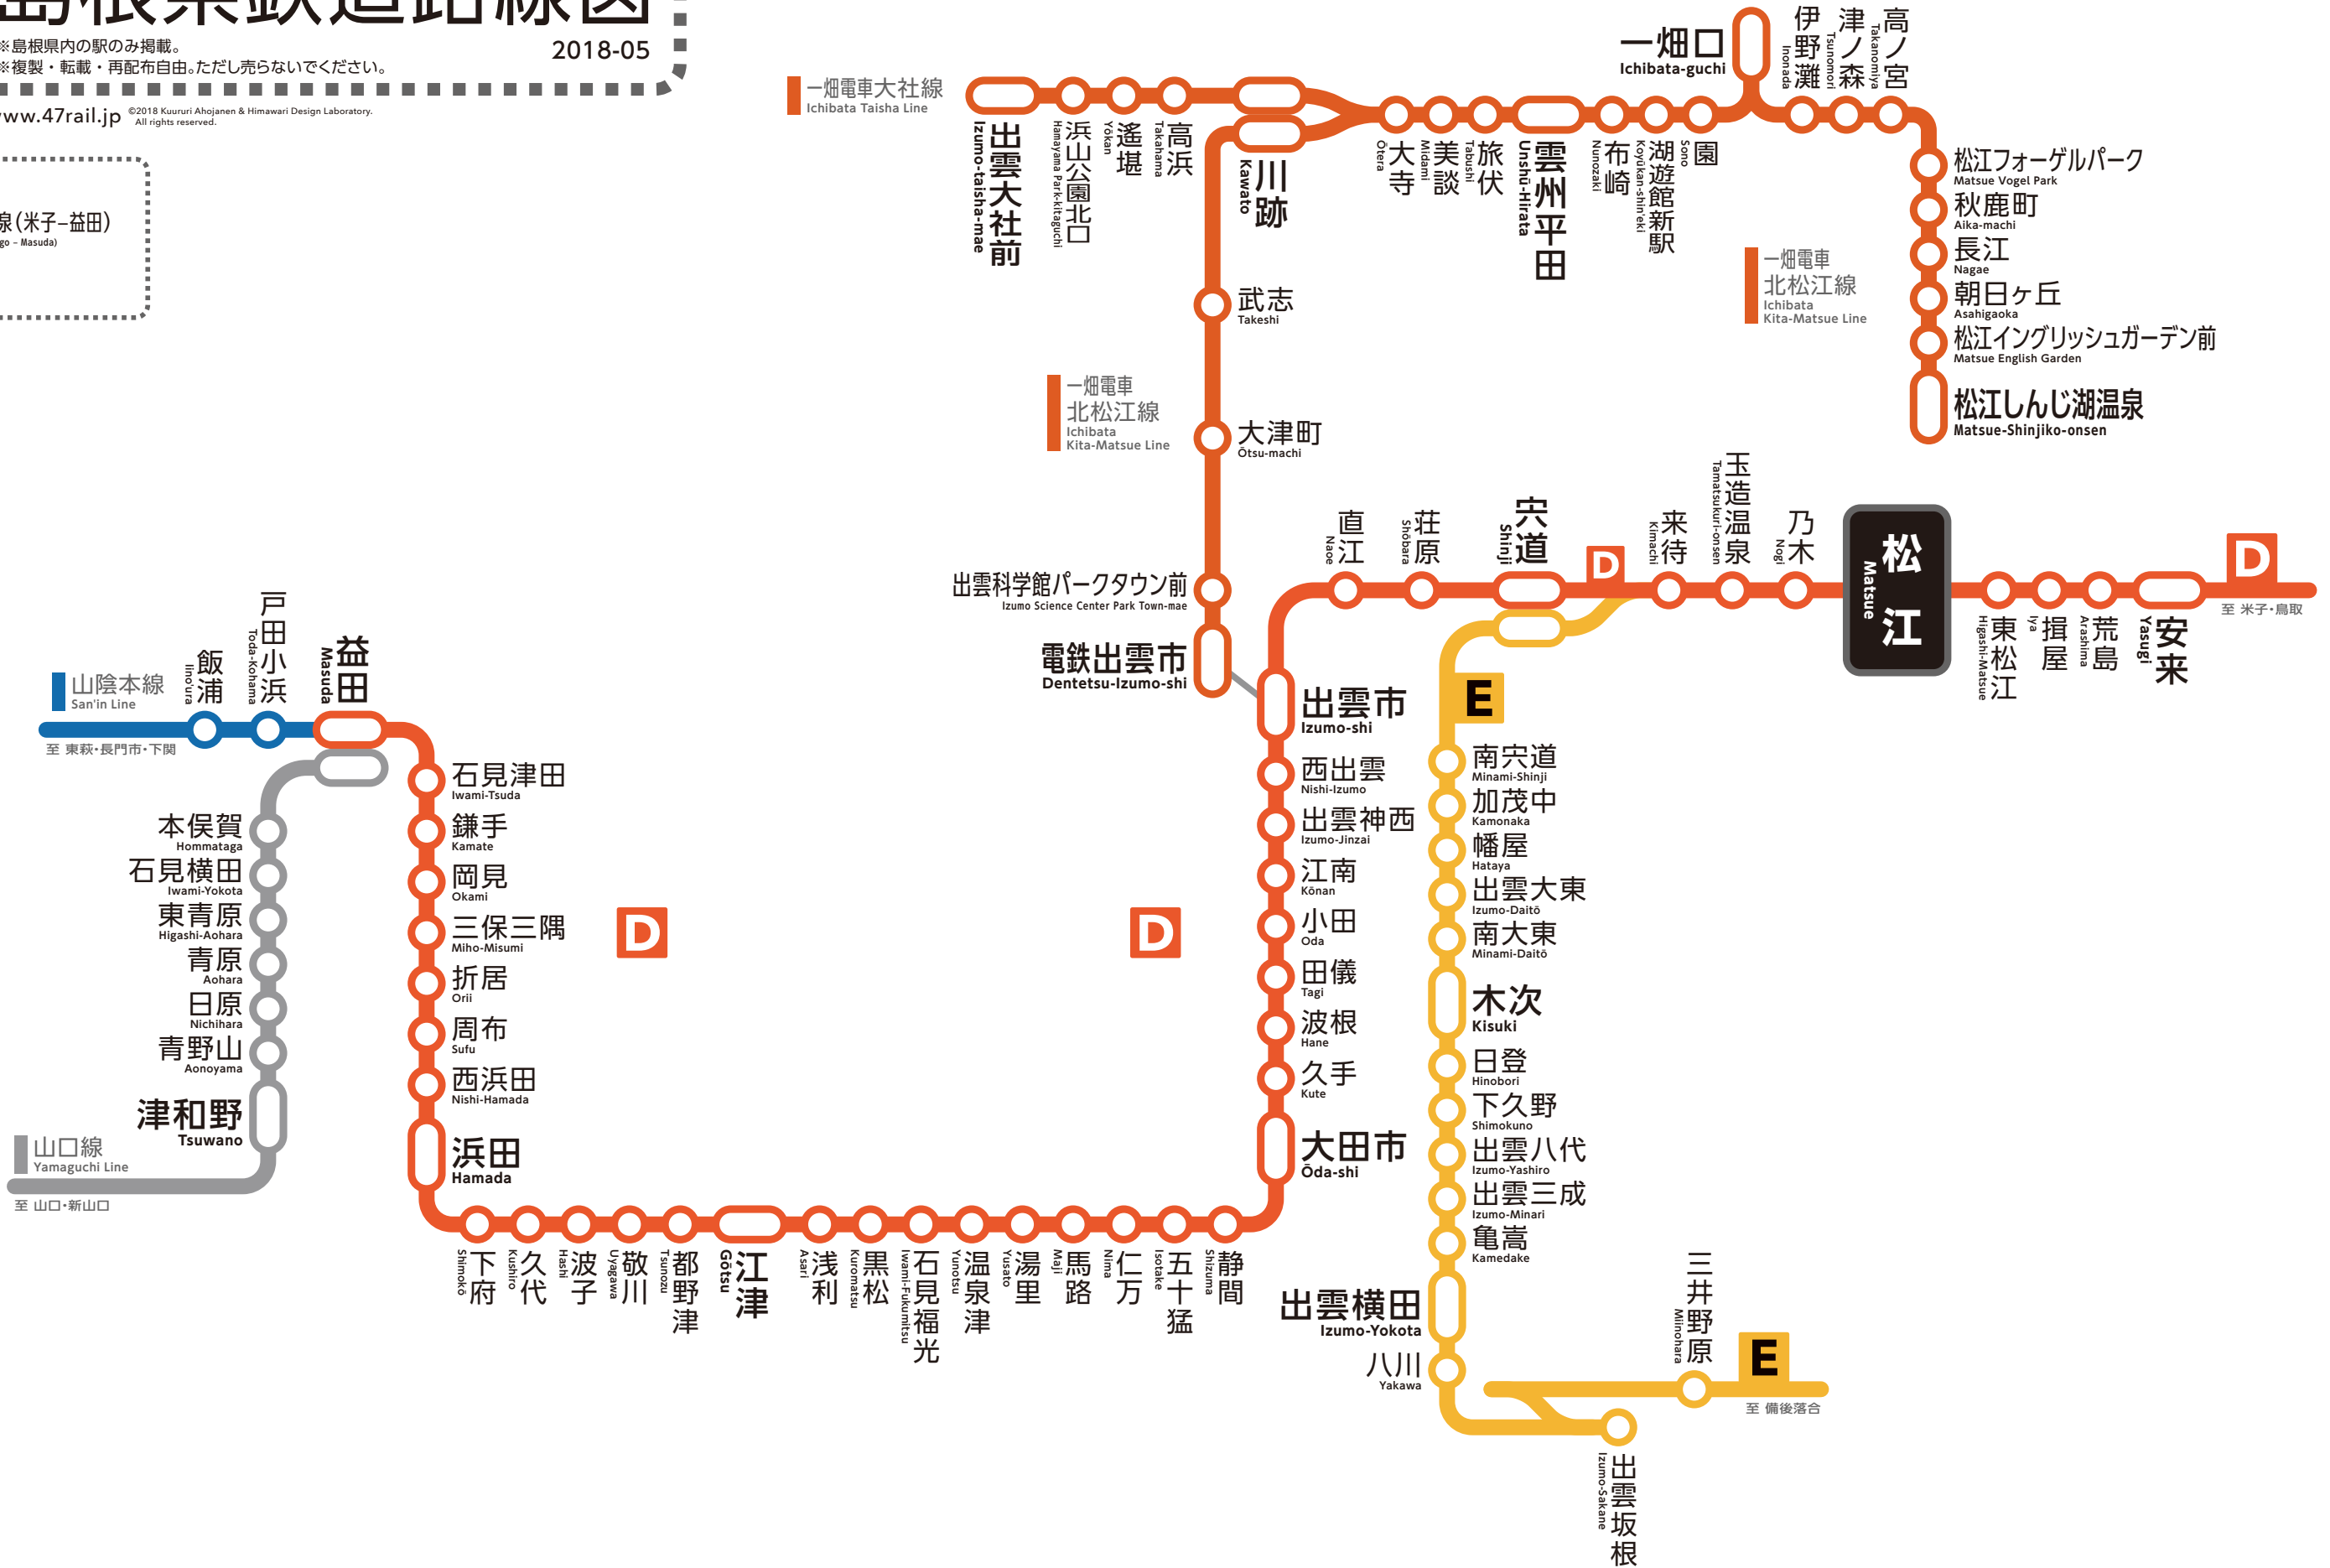 島根県鉄道路線図
※島根県内の駅のみ掲載。
※複製・転載・再配布自由。ただし売らないでください。
2018-05
www.47rail.jp
©2018 Kuururi Ahojanen & Himawari Design Laboratory.
All rights reserved.
線(米子–益田)
go – Masuda)
一畑電車大社線
Ichibata Taisha Line
出雲大社前
Izumo-taisha-mae
浜山公園北口
Hamayama Park-kitaguchi
遙堪
Yōkan
高浜
Takahama
川跡
Kawato
大寺
Ōtera
美談
Midami
旅伏
Tabushi
雲州平田
Unshū-Hirata
布崎
Nunozaki
湖遊館新駅
Koyūkan-shin'eki
園
Sono
一畑口
Ichibata-guchi
伊野灘
Inonada
津ノ森
Tsunomori
高ノ宮
Takanomiya
松江フォーゲルパーク
Matsue Vogel Park
秋鹿町
Aika-machi
長江
Nagae
朝日ヶ丘
Asahigaoka
松江イングリッシュガーデン前
Matsue English Garden
松江しんじ湖温泉
Matsue-Shinjiko-onsen
一畑電車
北松江線
Ichibata
Kita-Matsue Line
武志
Takeshi
一畑電車
北松江線
Ichibata
Kita-Matsue Line
大津町
Ōtsu-machi
出雲科学館パークタウン前
Izumo Science Center Park Town-mae
電鉄出雲市
Dentetsu-Izumo-shi
直江
Naoe
荘原
Shōbara
宍道
Shinji
D
来待
Kimachi
玉造温泉
Tamatsukuri-onsen
乃木
Nogi
松江
Matsue
東松江
Higashi-Matsue
揖屋
Iya
荒島
Arashima
安来
Yasugi
D
至 米子・鳥取
山陰本線
San'in Line
至 東萩・長門市・下関
飯浦
Iino'ura
戸田小浜
Toda-Kohama
益田
Masuda
本俣賀
Hommataga
石見横田
Iwami-Yokota
東青原
Higashi-Aohara
青原
Aohara
日原
Nichihara
青野山
Aonoyama
津和野
Tsuwano
山口線
Yamaguchi Line
至 山口・新山口
石見津田
Iwami-Tsuda
鎌手
Kamate
岡見
Okami
三保三隅
Miho-Misumi
折居
Orii
周布
Sufu
西浜田
Nishi-Hamada
浜田
Hamada
D
D
下府
Shimokō
久代
Kushiro
波子
Hashi
敬川
Uyagawa
都野津
Tsunozu
江津
Gōtsu
浅利
Asari
黒松
Kuromatsu
石見福光
Iwami-Fukumitsu
温泉津
Yunotsu
湯里
Yusato
馬路
Maji
仁万
Nima
五十猛
Isotake
静間
Shizuma
出雲市
Izumo-shi
西出雲
Nishi-Izumo
出雲神西
Izumo-Jinzai
江南
Kōnan
小田
Oda
田儀
Tagi
波根
Hane
久手
Kute
大田市
Ōda-shi
E
南宍道
Minami-Shinji
加茂中
Kamonaka
幡屋
Hataya
出雲大東
Izumo-Daitō
南大東
Minami-Daitō
木次
Kisuki
日登
Hinobori
下久野
Shimokuno
出雲八代
Izumo-Yashiro
出雲三成
Izumo-Minari
亀嵩
Kamedake
出雲横田
Izumo-Yokota
八川
Yakawa
三井野原
Miinohara
E
至 備後落合
出雲坂根
Izumo-Sakane